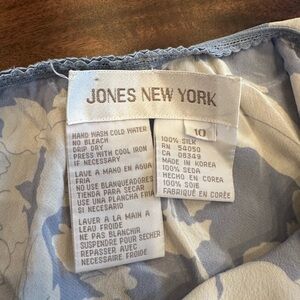 JONES NEW YORK
10
HAND WASH COLD WATER
NO BLEACH
DRIP DRY
PRESS WITH COOL IRON
IF NECESSARY
LAVE A MANO EN AGUA
FRIA
NO USE BLANQUEADORES
TIENDA PARA SECAR
USE UNA PLANCHA FRIA
SI NECESARIO
LAVER A LA MAIN A
LEAU FROIDE
NE PAS BLANCHIR
SUSPENDRE POUR SECHER
REPASSER AVEC
NECESSAIRE FROIDE
100% SILK
RN 54050
CA 08349
MADE IN KOREA
100% SEDA
HECHO EN COREA
100% SOIE
FABRIQUÉ EN CORÉE